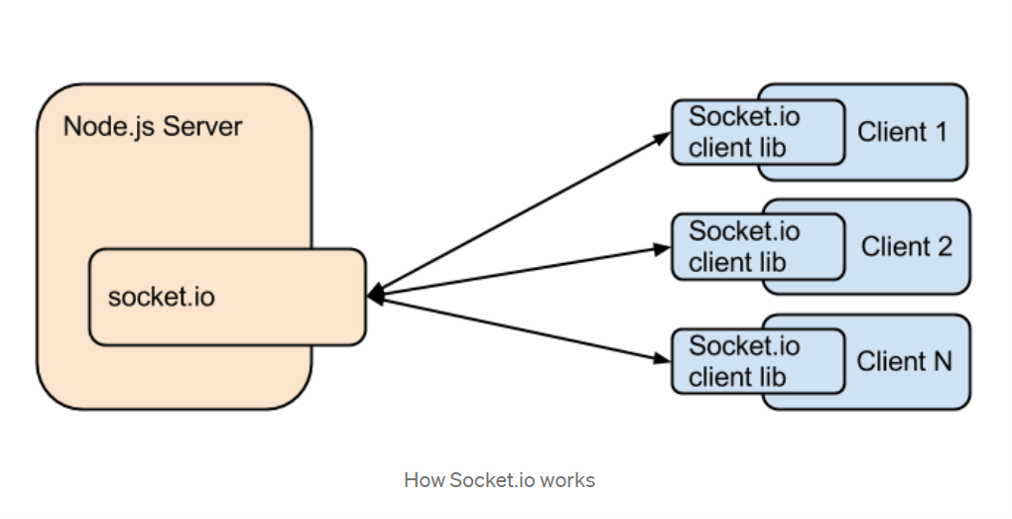 Node.js Server
socket.io
Socket.io
client lib
Client 1
Socket.io
client lib
Client 2
Socket.io
client lib
Client N
How Socket.io works